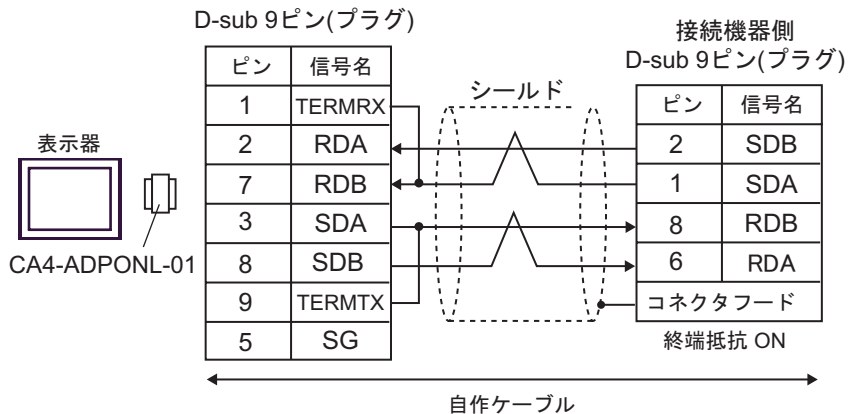 D-sub 9ピン(プラグ)
接続機器側
D-sub 9ピン(プラグ)
表示器
CA4-ADPONL-01
ピン 信号名
1 TERMRX
2 RDA
7 RDB
3 SDA
8 SDB
9 TERMTX
5 SG
シールド
ピン 信号名
2 SDB
1 SDA
8 RDB
6 RDA
コネクタフード
終端抵抗 ON
自作ケーブル